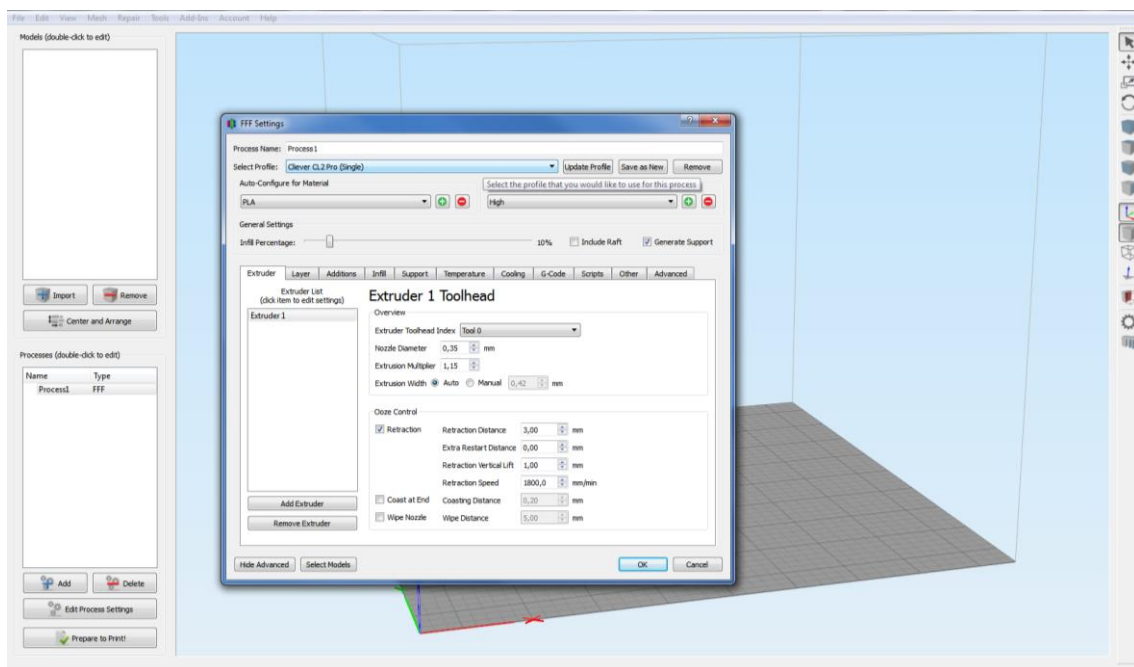 File Edit View Mesh Repair Tools Add-Ins Account Help
Models (double-click to edit)
Import Remove
Center and Arrange
Processes (double-click to edit)
Name Type
Process1 FFF
Add Delete
Edit Process Settings
Prepare to Print!
FFF Settings
Process Name: Process1
Select Profile: Cliever CL2 Pro (Single) Update Profile Save as New Remove
Select the profile that you would like to use for this process
Auto-Configure for Material
PLA High
General Settings
Infill Percentage: 10% Include Raft Generate Support
Extruder Layer Additions Infill Support Temperature Cooling G-Code Scripts Other Advanced
Extruder List
(click item to edit settings)
Extruder 1
Add Extruder
Remove Extruder
Extruder 1 Toolhead
Overview
Extruder Toolhead Index Tool 0
Nozzle Diameter 0,35 mm
Extrusion Multiplier 1,15
Extrusion Width Auto Manual 0,42 mm
Ooze Control
Retraction Retraction Distance 3,00 mm
Extra Restart Distance 0,00 mm
Retraction Vertical Lift 1,00 mm
Retraction Speed 1800,0 mm/min
Coast at End Coasting Distance 0,20 mm
Wipe Nozzle Wipe Distance 5,00 mm
Hide Advanced Select Models OK Cancel